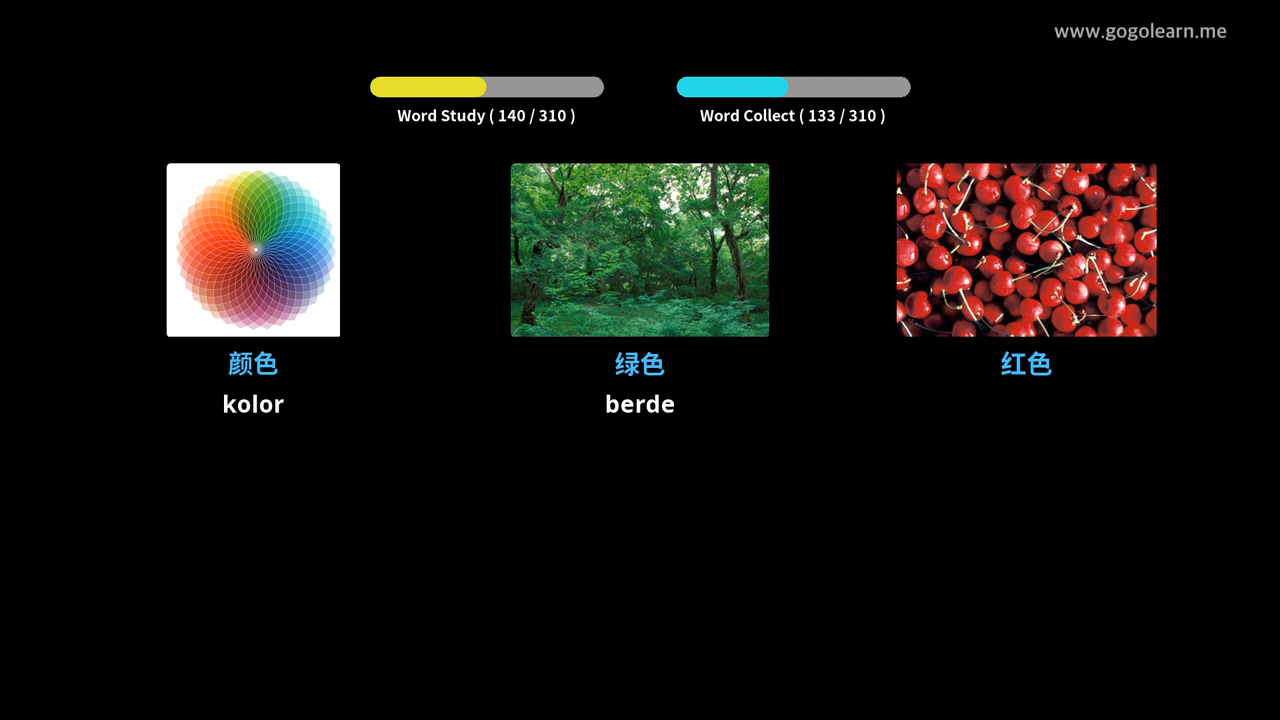 www.gogolearn.me
Word Study ( 140 / 310 )
Word Collect ( 133 / 310 )
颜色
kolor
绿色
berde
红色